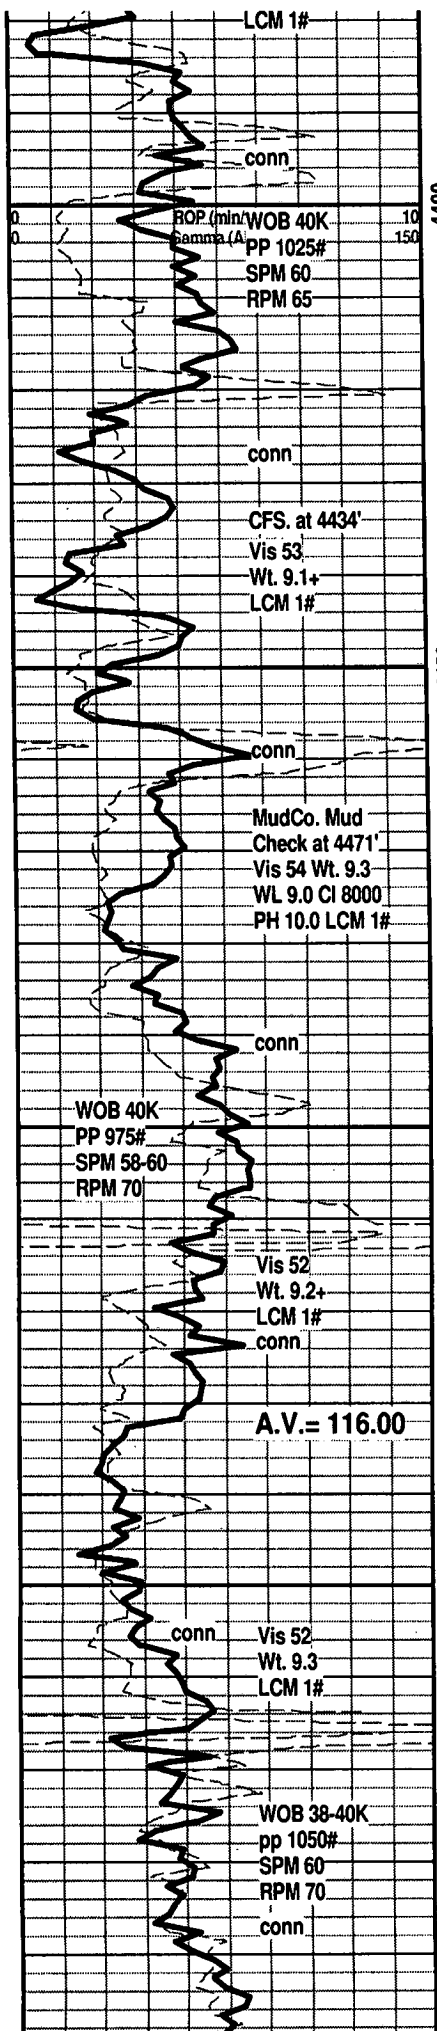 LCM 1#
conn
4400
0 ROP (min/ 10
0 Gamma (A 150
WOB 40K
PP 1025#
SPM 60
RPM 65
conn
CFS. at 4434'
Vis 53
Wt. 9.1+
LCM 1#
conn
MudCo. Mud
Check at 4471'
Vis 54 Wt. 9.3
WL 9.0 Cl 8000
PH 10.0 LCM 1#
conn
WOB 40K
PP 975#
SPM 58-60
RPM 70
Vis 52
Wt. 9.2+
LCM 1#
conn
A.V.= 116.00
conn
Vis 52
Wt. 9.3
LCM 1#
WOB 38-40K
pp 1050#
SPM 60
RPM 70
conn